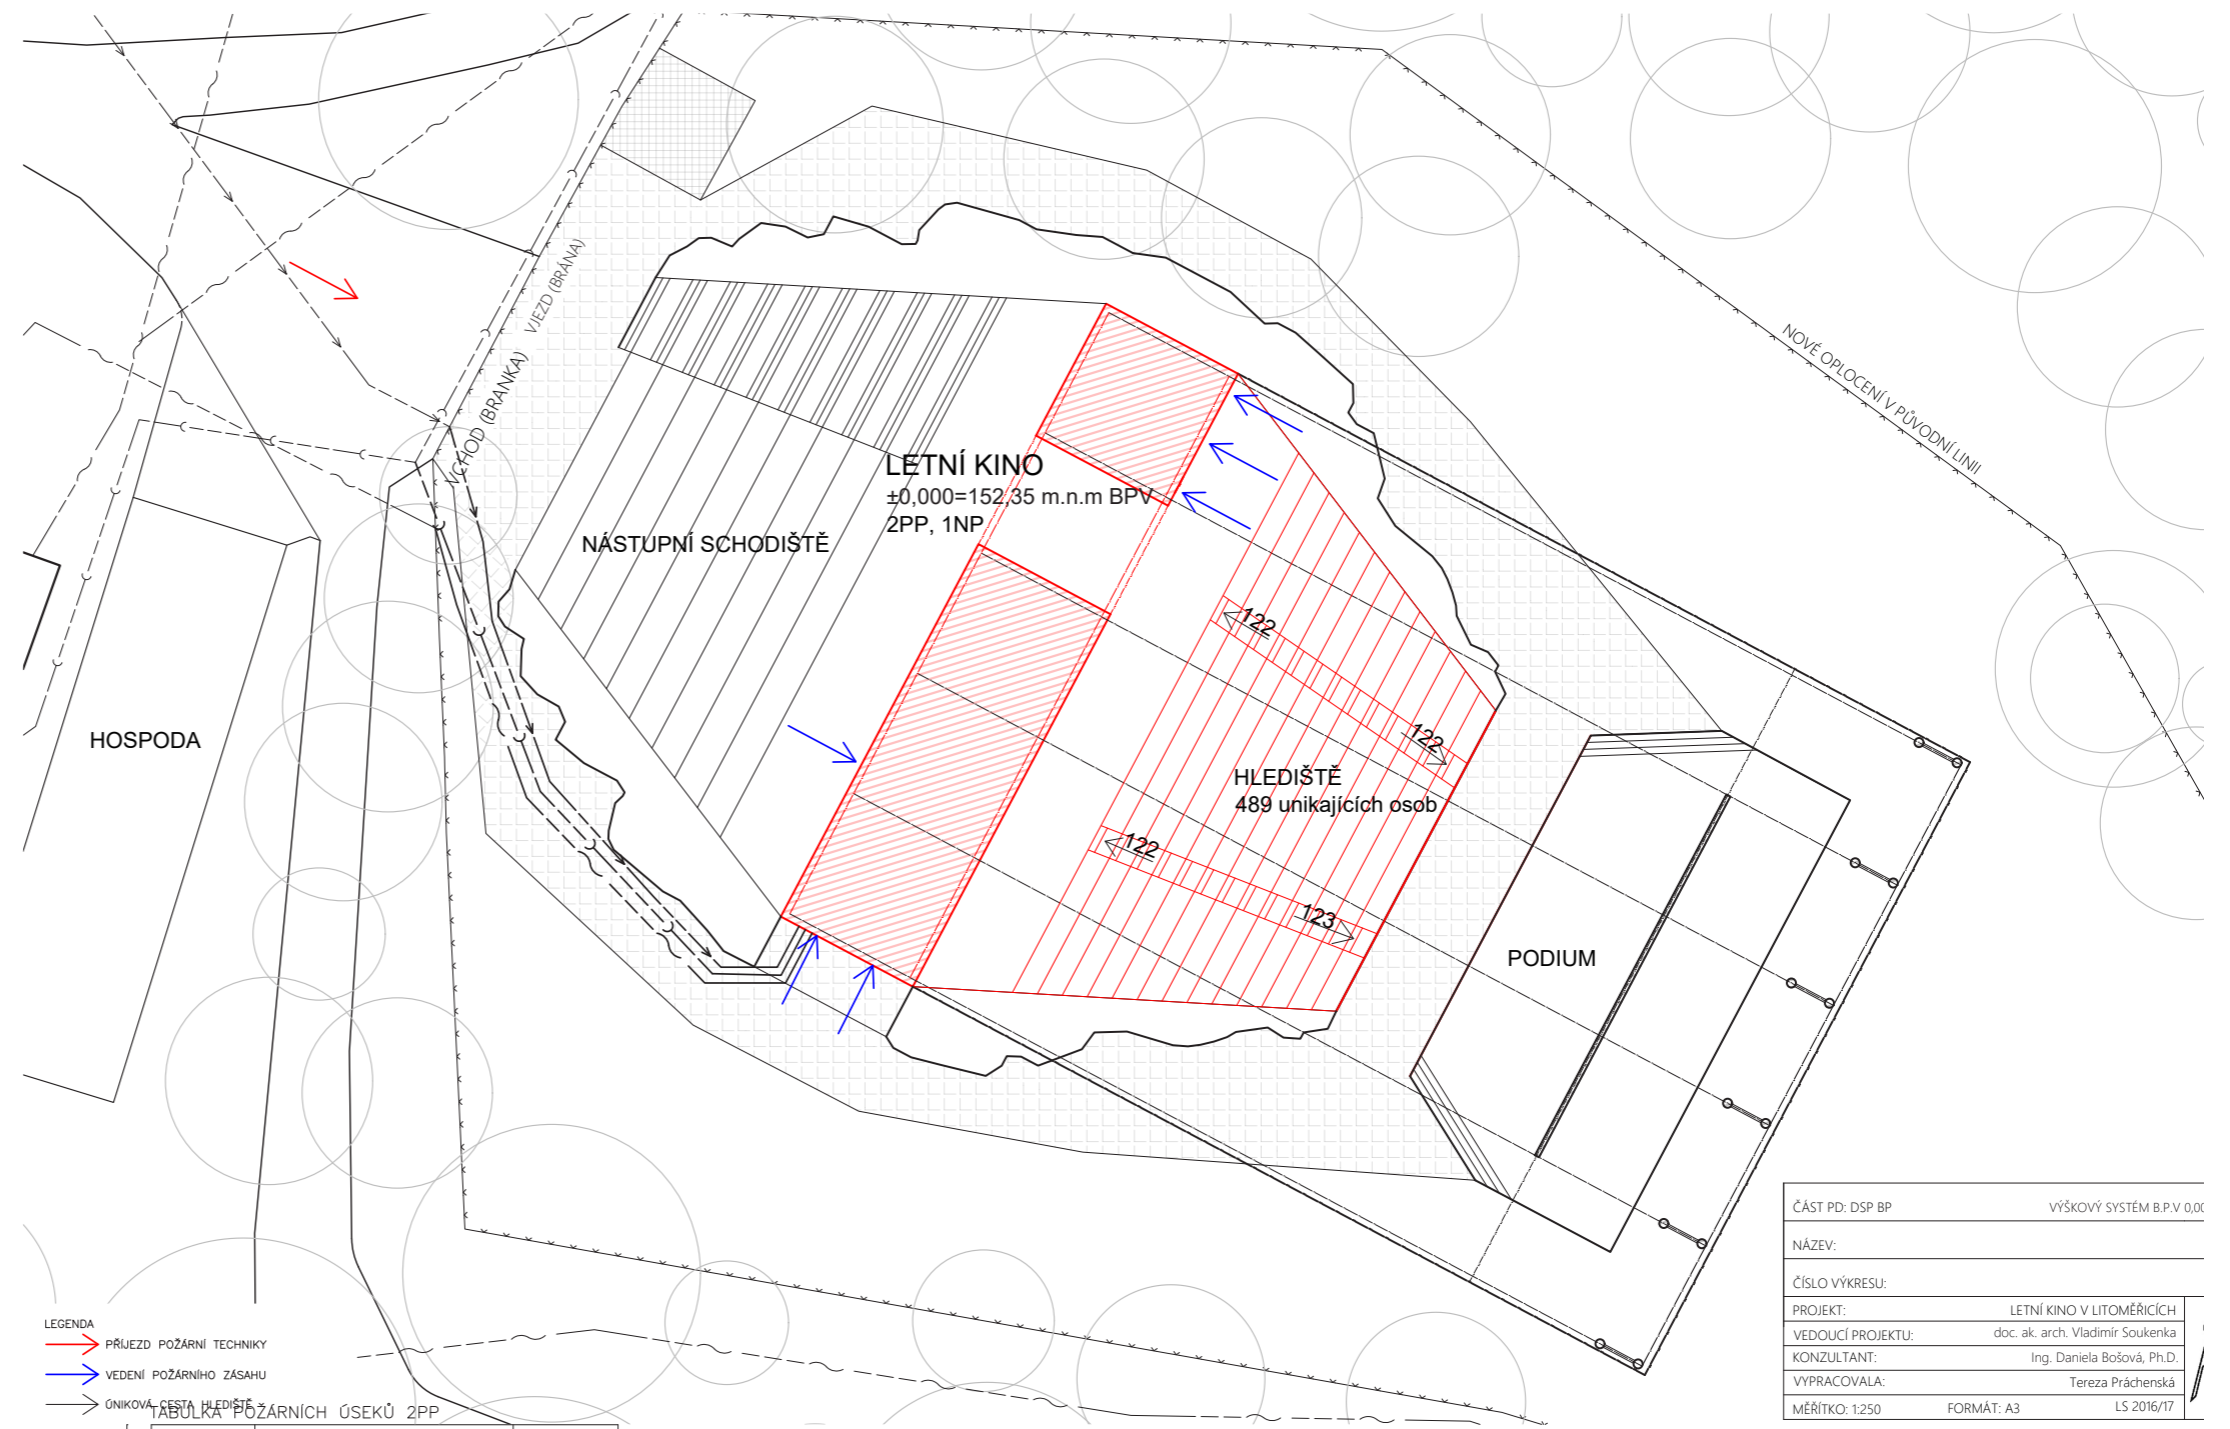 VJEZD (BRÁNA)
VCHOD (BRANKA)
NOVÉ OPLOCENÍ V PŮVODNÍ LINII
LETNÍ KINO
±0,000=152,35 m.n.m BPV
2PP, 1NP
NÁSTUPNÍ SCHODIŠTĚ
HOSPODA
122
122
HLEDIŠTĚ
489 unikajících osob
122
123
PODIUM
LEGENDA
PŘÍJEZD POŽÁRNÍ TECHNIKY
VEDENÍ POŽÁRNÍHO ZÁSAHU
ÚNIKOVÁ CESTA HLEDIŠTĚ
TABULKA POŽÁRNÍCH ÚSEKŮ 2PP
ČÁST PD: DSP BP VÝŠKOVÝ SYSTÉM B.P.V 0,00
NÁZEV:
ČÍSLO VÝKRESU:
PROJEKT: LETNÍ KINO V LITOMĚŘICÍCH
VEDOUCÍ PROJEKTU: doc. ak. arch. Vladimír Soukenka
KONZULTANT: Ing. Daniela Bošová, Ph.D.
VYPRACOVALA: Tereza Práchenská
MĚŘÍTKO: 1:250 FORMÁT: A3 LS 2016/17